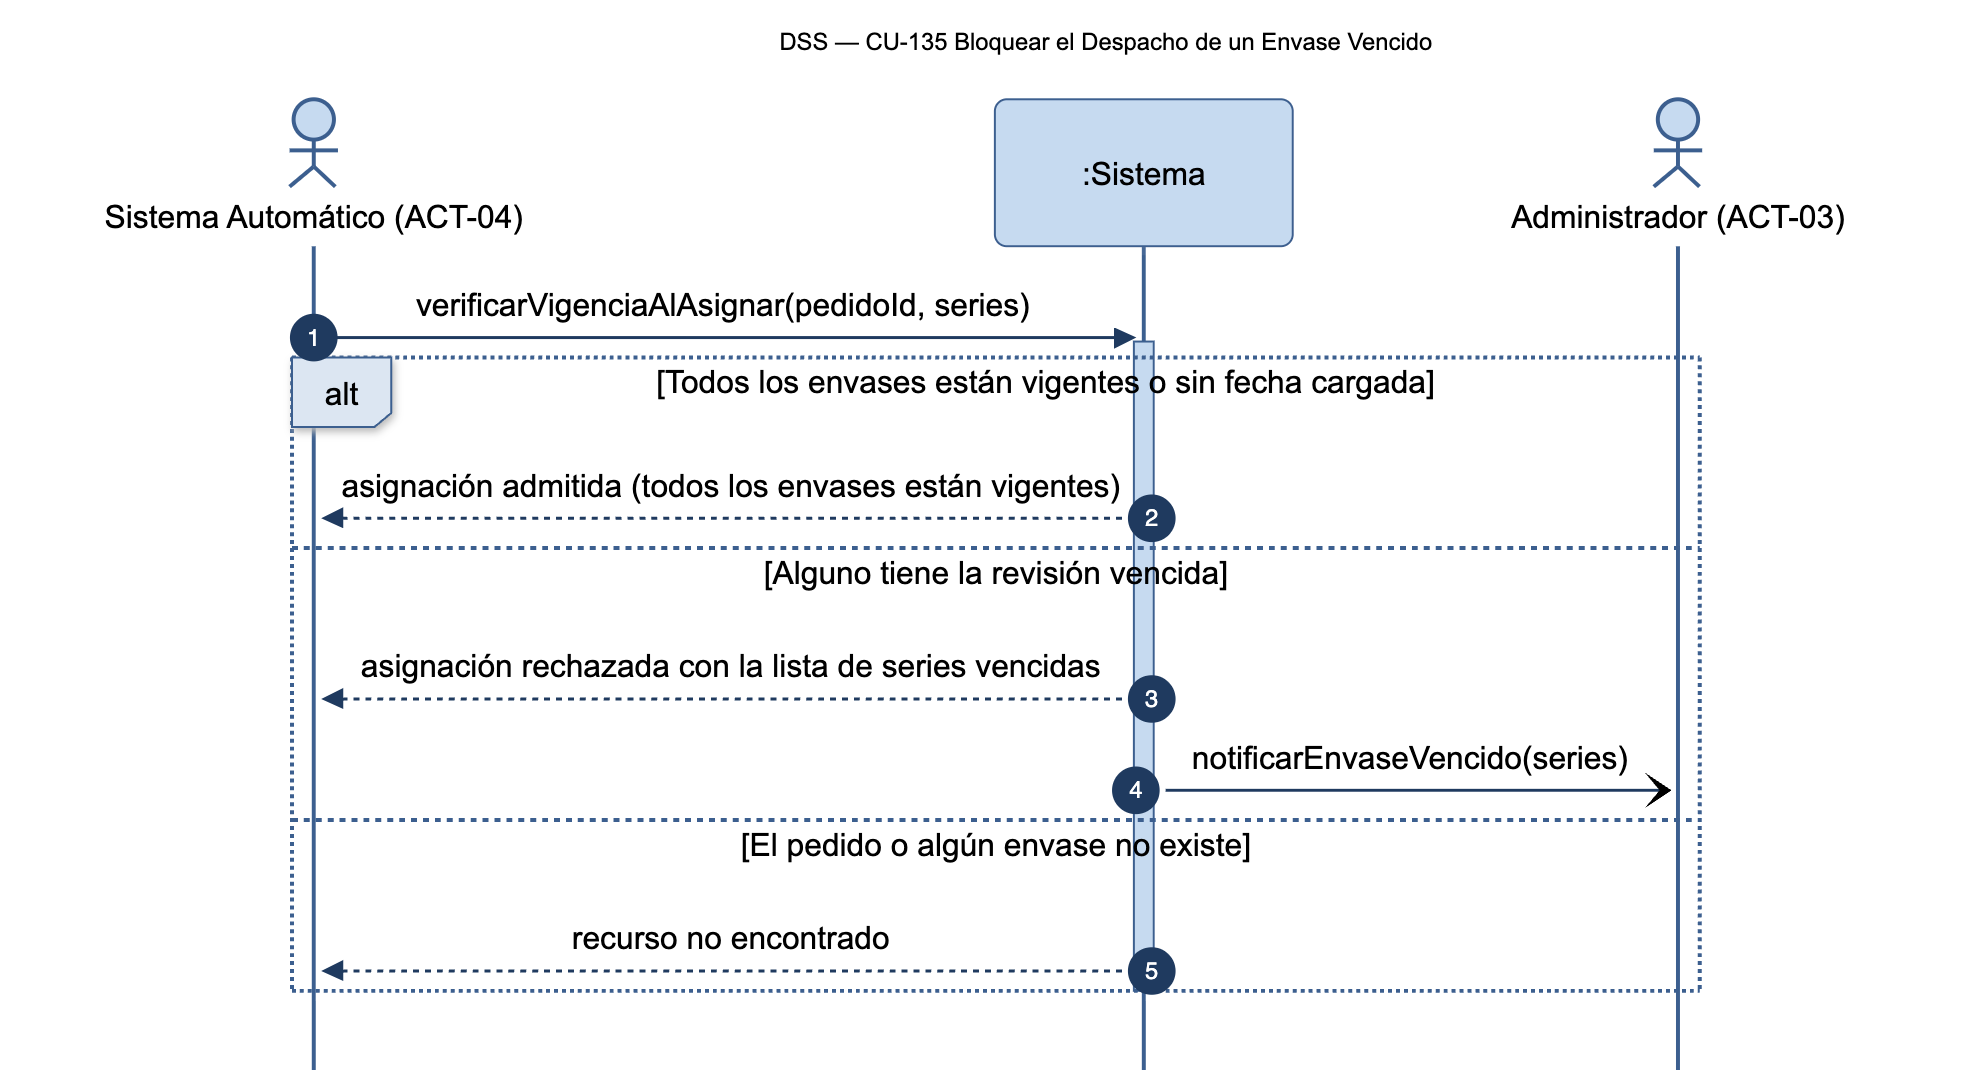 DSS — CU-135 Bloquear el Despacho de un Envase Vencido
:Sistema
Sistema Automático (ACT-04)
Administrador (ACT-03)
verificarVigenciaAlAsignar(pedidoId, series)
1
alt
[Todos los envases están vigentes o sin fecha cargada]
asignación admitida (todos los envases están vigentes)
2
[Alguno tiene la revisión vencida]
asignación rechazada con la lista de series vencidas
3
notificarEnvaseVencido(series)
4
[El pedido o algún envase no existe]
recurso no encontrado
5